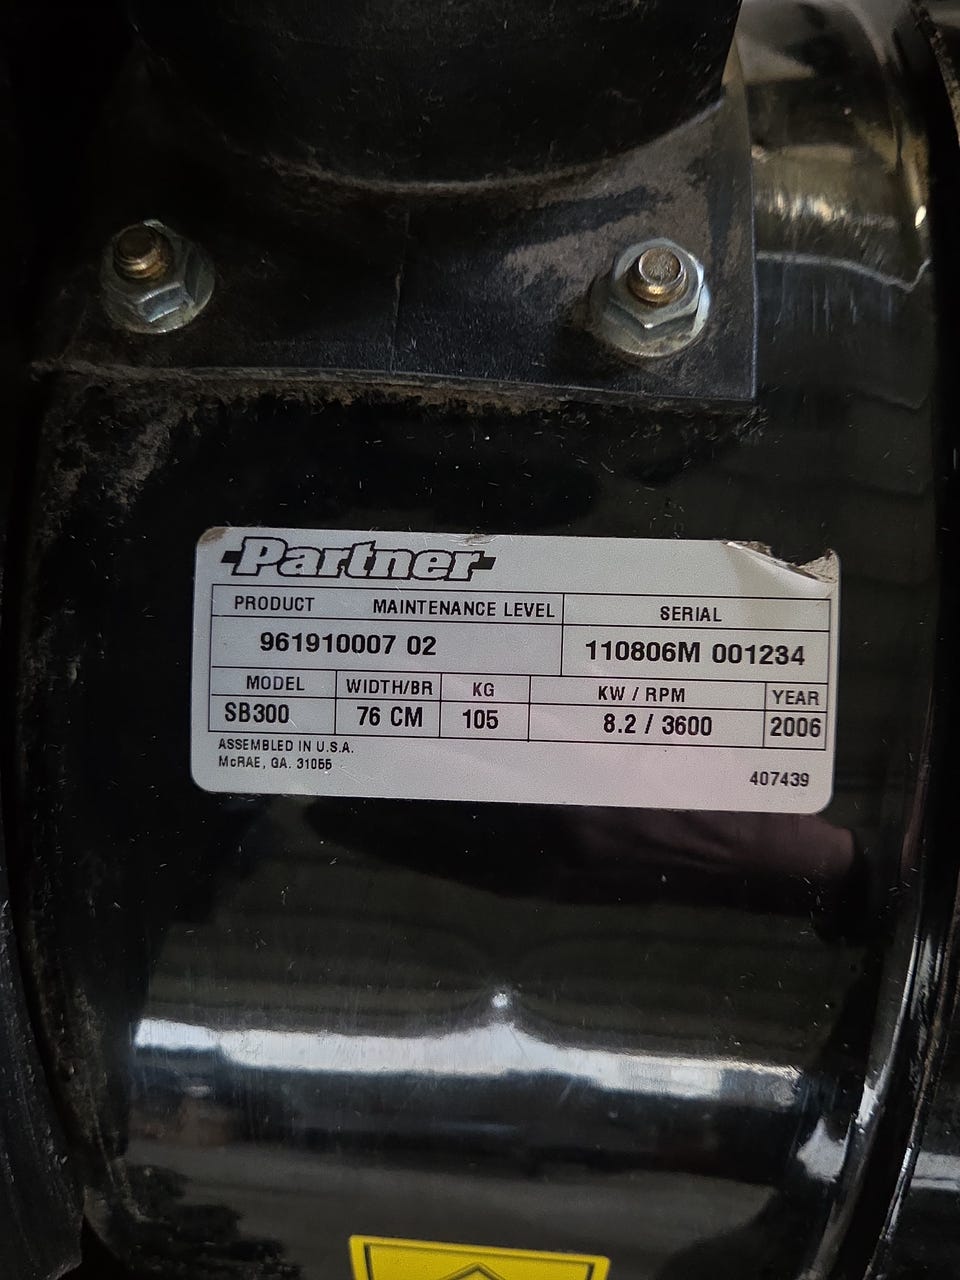 Partner
PRODUCT MAINTENANCE LEVEL SERIAL
961910007 02 110806M 001234
MODEL WIDTH/BR KG KW / RPM YEAR
SB300 76 CM 105 8.2 / 3600 2006
ASSEMBLED IN U.S.A.
McRAE, GA. 31055
407439